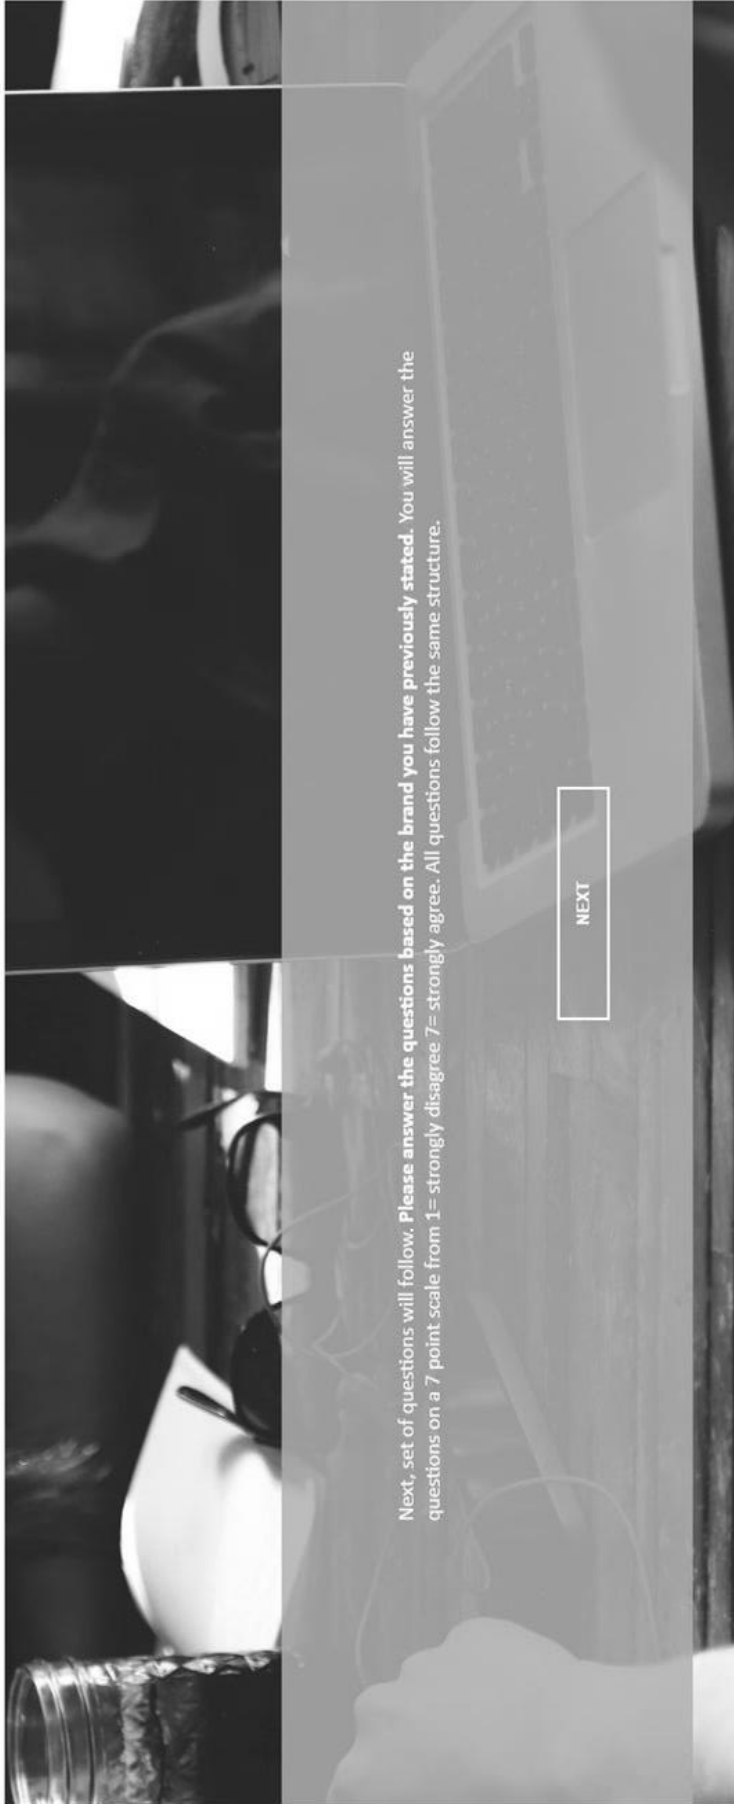 Next, set of questions will follow. Please answer the questions based on the brand you have previously stated. You will answer the
questions on a 7 point scale from 1= strongly disagree 7= strongly agree. All questions follow the same structure.
NEXT